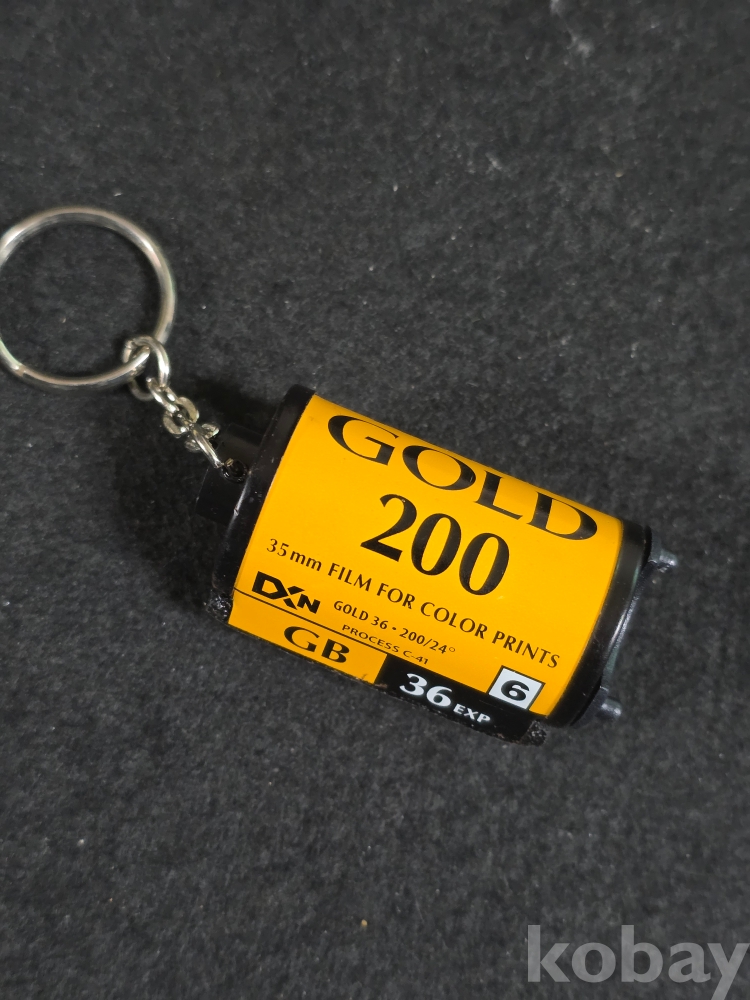 GOLD
200
35mm FILM FOR COLOR PRINTS
DXN GOLD 36 • 200/24°
PROCESS C-41
GB
36 EXP
6
kobay